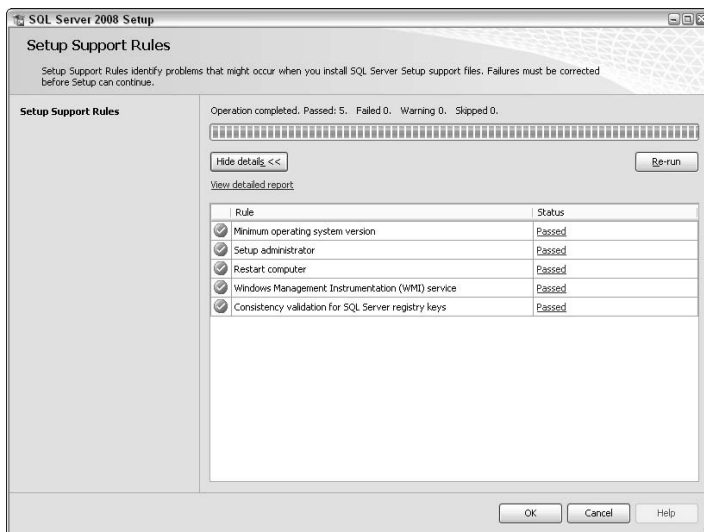 SQL Server 2008 Setup
Setup Support Rules
Setup Support Rules identify problems that might occur when you install SQL Server Setup support files. Failures must be corrected
before Setup can continue.
Setup Support Rules
Operation completed. Passed: 5. Failed 0. Warning 0. Skipped 0.
Hide details <<
Re-run
View detailed report
Rule Status
Minimum operating system version Passed
Setup administrator Passed
Restart computer Passed
Windows Management Instrumentation (WMI) service Passed
Consistency validation for SQL Server registry keys Passed
OK Cancel Help